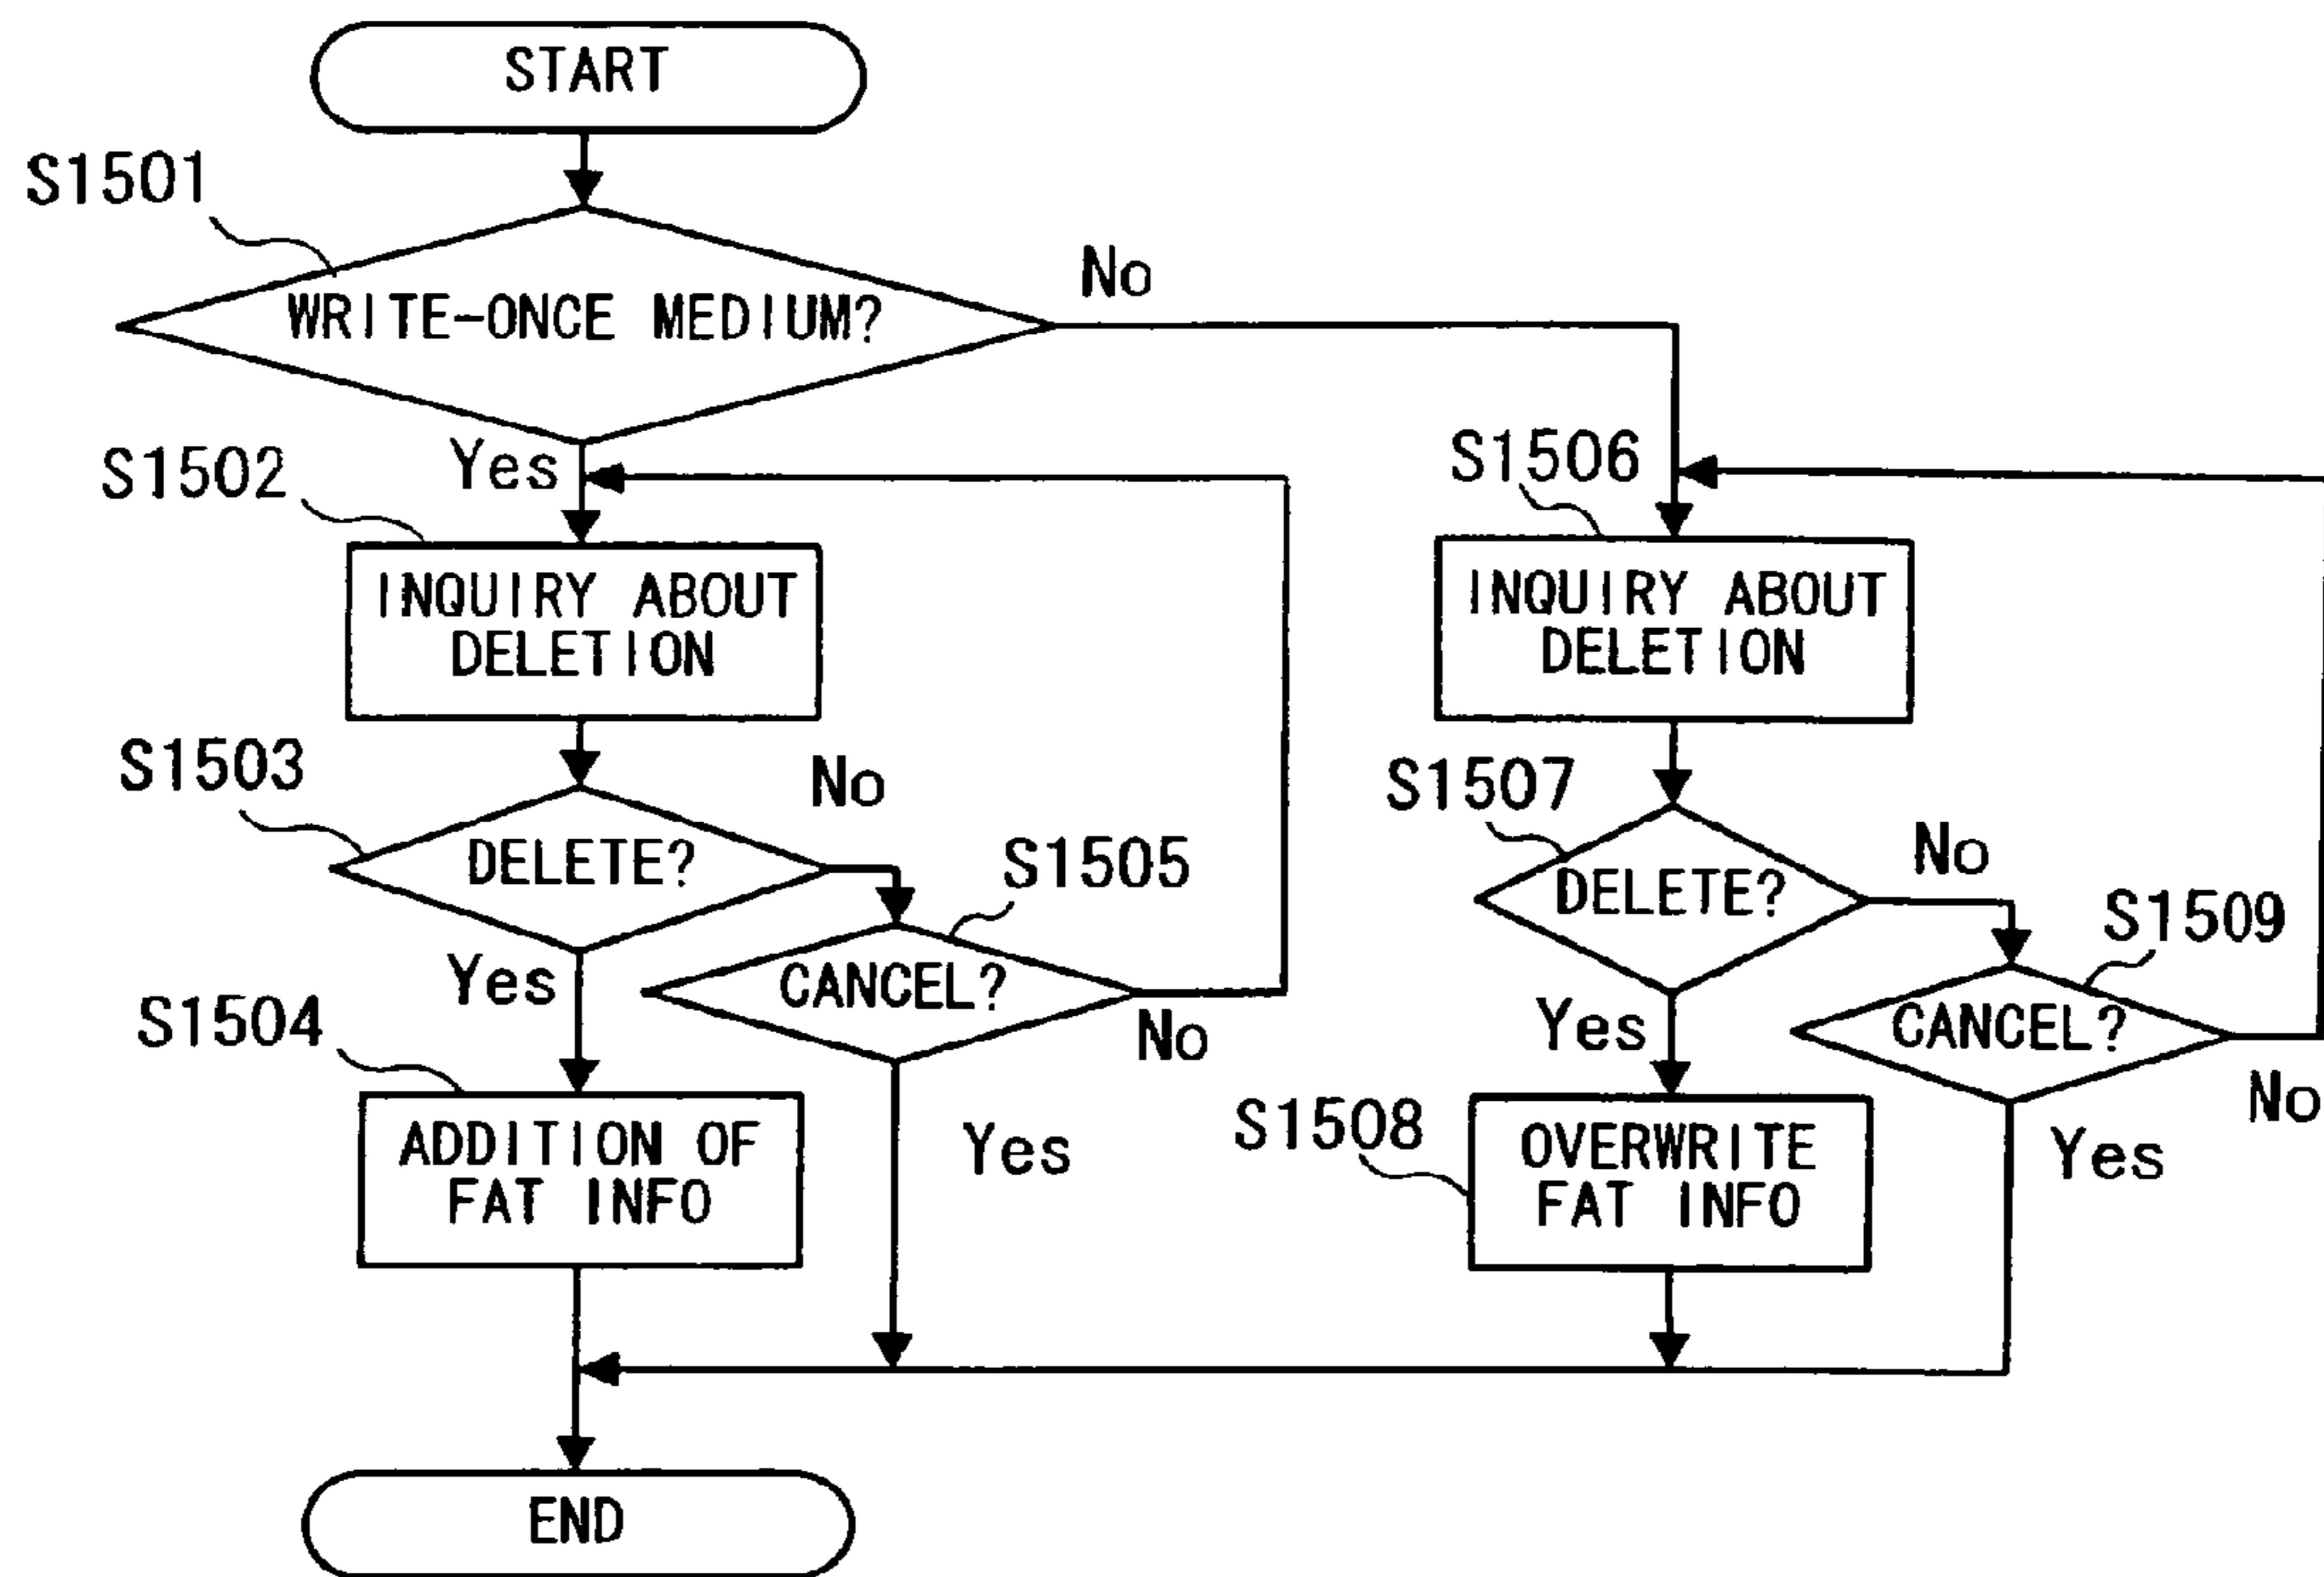 START
S1501
WRITE-ONCE MEDIUM?
No
Yes
S1502
INQUIRY ABOUT
DELETION
S1503
DELETE?
No
Yes
S1505
CANCEL?
No
Yes
S1504
ADDITION OF
FAT INFO
S1506
INQUIRY ABOUT
DELETION
S1507
DELETE?
No
Yes
S1509
CANCEL?
No
Yes
S1508
OVERWRITE
FAT INFO
END